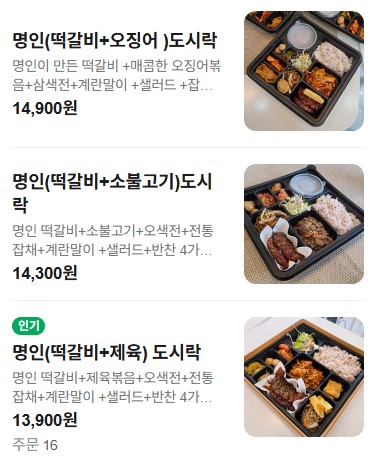 명인(떡갈비+오징어 )도시락
명인이 만든 떡갈비 +매콤한 오징어볶
음+삼색전+계란말이 +샐러드 +잡...
14,900원
명인(떡갈비+소불고기)도시
락
명인 떡갈비+소불고기+오색전+전통
잡채+계란말이 +샐러드+반찬 4가...
14,300원
인기
명인(떡갈비+제육) 도시락
명인 떡갈비+제육볶음+오색전+전통
잡채+계란말이 +샐러드+반찬 4가...
13,900원
주문 16